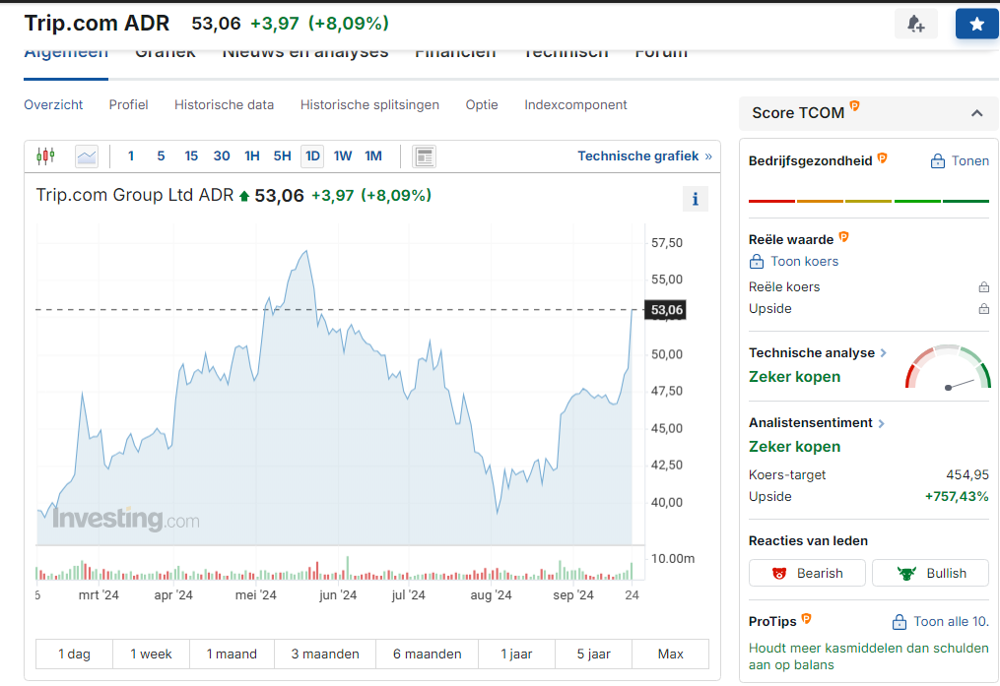 Trip.com ADR 53,06 +3,97 (+8,09%)
Algemeen Grafiek Nieuws en analyses Financiën Technisch Forum
Overzicht Profiel Historische data Historische splitsingen Optie Indexcomponent
1 5 15 30 1H 5H 1D 1W 1M Technische grafiek »
Trip.com Group Ltd ADR 53,06 +3,97 (+8,09%)
57,50
55,00
53,06
50,00
47,50
45,00
42,50
40,00
Investing.com
10.00m
6 mrt '24 apr '24 mei '24 jun '24 jul '24 aug '24 sep '24 24
1 dag 1 week 1 maand 3 maanden 6 maanden 1 jaar 5 jaar Max
Score TCOM
Bedrijfsgezondheid Tonen
Reële waarde
Toon koers
Reële koers
Upside
Technische analyse
Zeker kopen
Analistensentiment
Zeker kopen
Koers-target 454,95
Upside +757,43%
Reacties van leden
Bearish Bullish
ProTips Toon alle 10.
Houdt meer kasmiddelen dan schulden
aan op balans